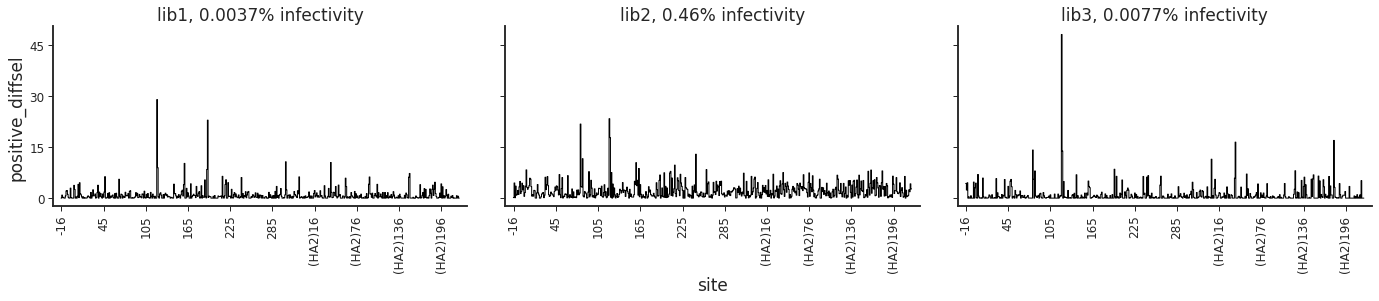 lib1, 0.0037% infectivity
lib2, 0.46% infectivity
lib3, 0.0077% infectivity
positive_diffsel
45
30
15
0
-16
45
105
165
225
285
(HA2)16
(HA2)76
(HA2)136
(HA2)196
-16
45
105
165
225
285
(HA2)16
(HA2)76
(HA2)136
(HA2)196
-16
45
105
165
225
285
(HA2)16
(HA2)76
(HA2)136
(HA2)196
site